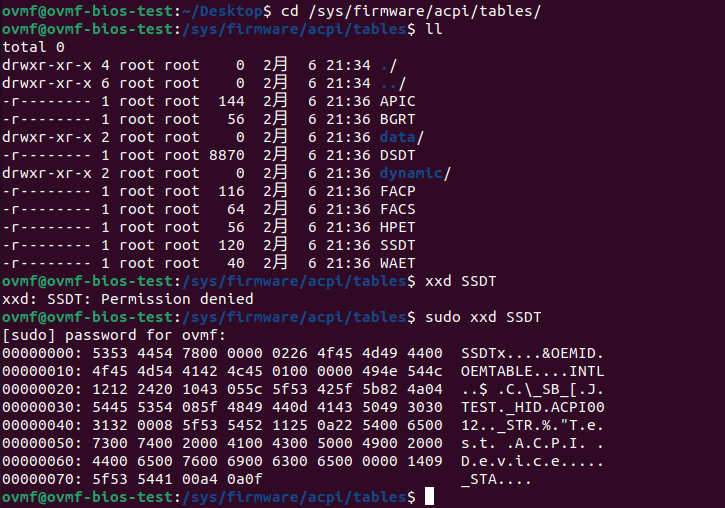 ovmf@ovmf-bios-test:~/Desktop$ cd /sys/firmware/acpi/tables/
ovmf@ovmf-bios-test:/sys/firmware/acpi/tables$ ll
total 0
drwxr-xr-x 4 root root    0  2月  6 21:34 ./
drwxr-xr-x 6 root root    0  2月  6 21:34 ../
-r-------- 1 root root  144  2月  6 21:36 APIC
-r-------- 1 root root   56  2月  6 21:36 BGRT
drwxr-xr-x 2 root root    0  2月  6 21:36 data/
-r-------- 1 root root 8870  2月  6 21:36 DSDT
drwxr-xr-x 2 root root    0  2月  6 21:36 dynamic/
-r-------- 1 root root  116  2月  6 21:36 FACP
-r-------- 1 root root   64  2月  6 21:36 FACS
-r-------- 1 root root   56  2月  6 21:36 HPET
-r-------- 1 root root  120  2月  6 21:36 SSDT
-r-------- 1 root root   40  2月  6 21:36 WAET
ovmf@ovmf-bios-test:/sys/firmware/acpi/tables$ xxd SSDT
xxd: SSDT: Permission denied
ovmf@ovmf-bios-test:/sys/firmware/acpi/tables$ sudo xxd SSDT
[sudo] password for ovmf:
00000000: 5353 4454 7800 0000 0226 4f45 4d49 4400  SSDTx....&OEMID.
00000010: 4f45 4d54 4142 4c45 0100 0000 494e 544c  OEMTABLE....INTL
00000020: 1212 2420 1043 055c 5f53 425f 5b82 4a04  ..$ .C.\_SB_[.J.
00000030: 5445 5354 085f 4849 440d 4143 5049 3030  TEST._HID.ACPI00
00000040: 3132 0008 5f53 5452 1125 0a22 5400 6500  12.._STR.%."T.e.
00000050: 7300 7400 2000 4100 4300 5000 4900 2000  s.t. .A.C.P.I. .
00000060: 4400 6500 7600 6900 6300 6500 0000 1409  D.e.v.i.c.e.....
00000070: 5f53 5441 00a4 0a0f                      _STA....
ovmf@ovmf-bios-test:/sys/firmware/acpi/tables$